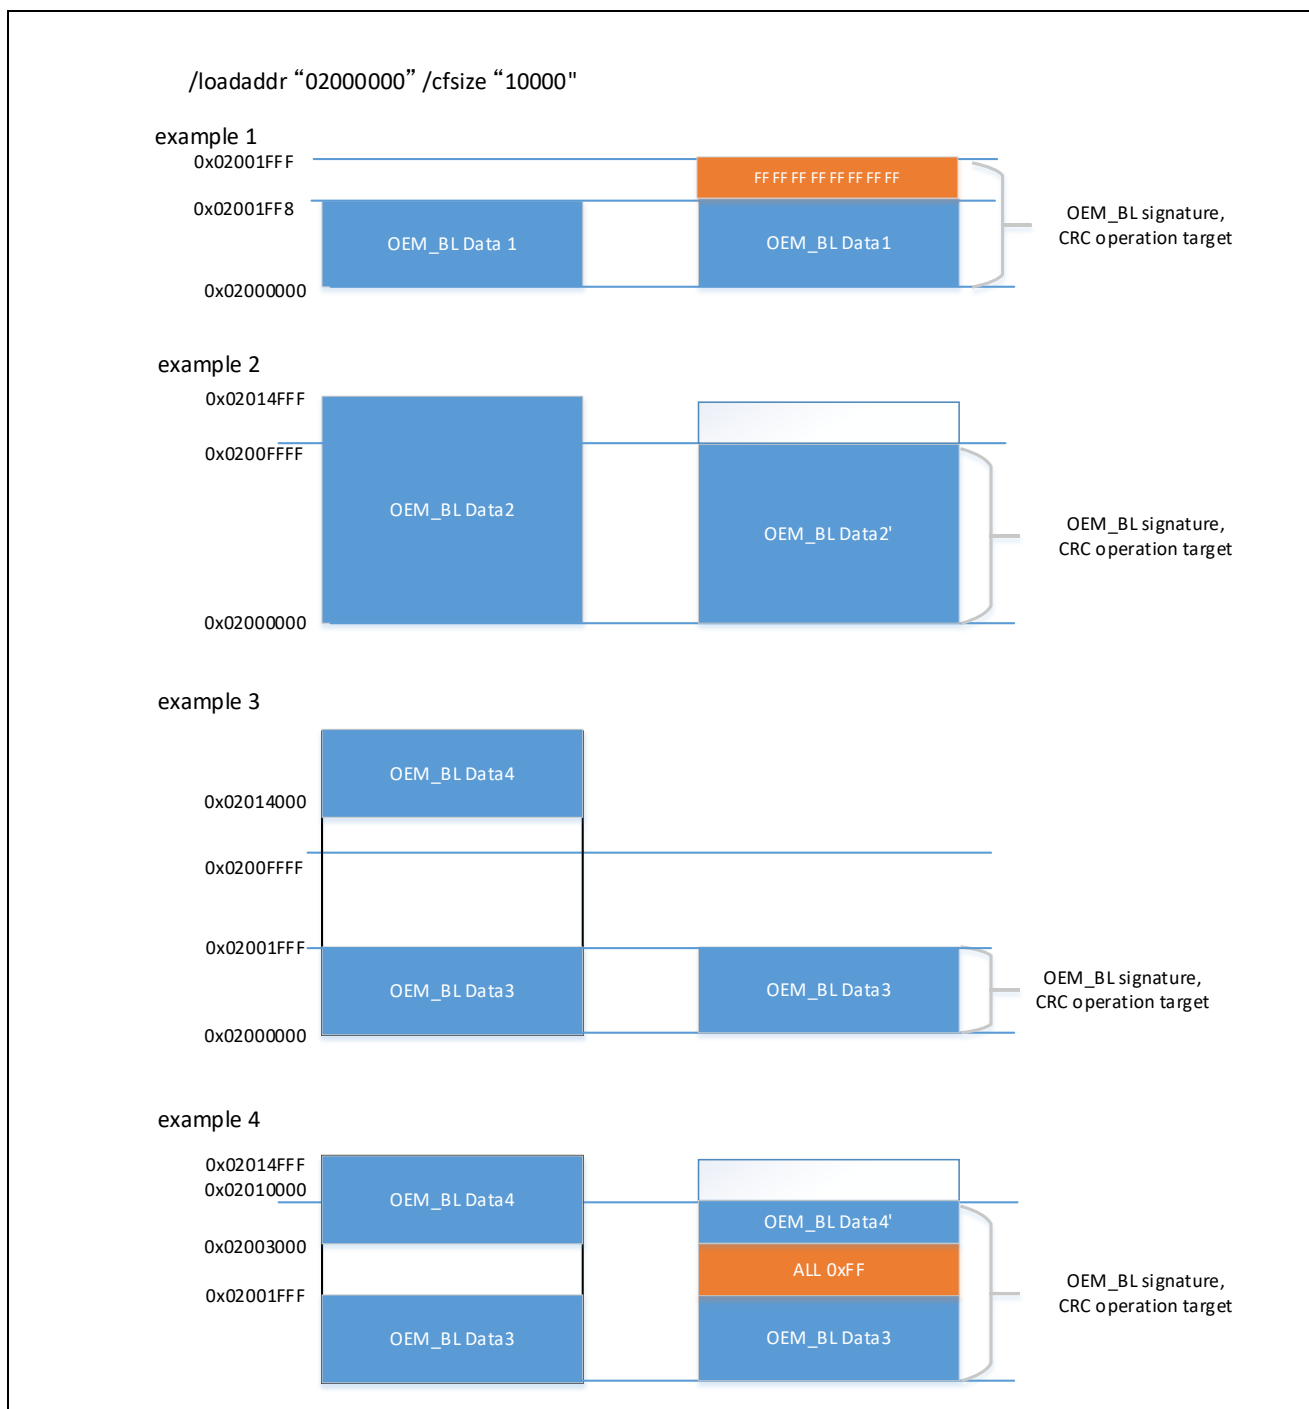 /loadaddr “02000000” /cfsize “10000"
example 1
0x02001FFF
FF FF FF FF FF FF FF FF
0x02001FF8
OEM_BL Data 1
OEM_BL Data1
OEM_BL signature,
CRC operation target
0x02000000
example 2
0x02014FFF
0x0200FFFF
OEM_BL Data2
OEM_BL Data2'
OEM_BL signature,
CRC operation target
0x02000000
example 3
OEM_BL Data4
0x02014000
0x0200FFFF
0x02001FFF
OEM_BL Data3
OEM_BL Data3
OEM_BL signature,
CRC operation target
0x02000000
example 4
0x02014FFF
0x02010000
OEM_BL Data4
OEM_BL Data4'
0x02003000
ALL 0xFF
0x02001FFF
OEM_BL signature,
CRC operation target
OEM_BL Data3
OEM_BL Data3